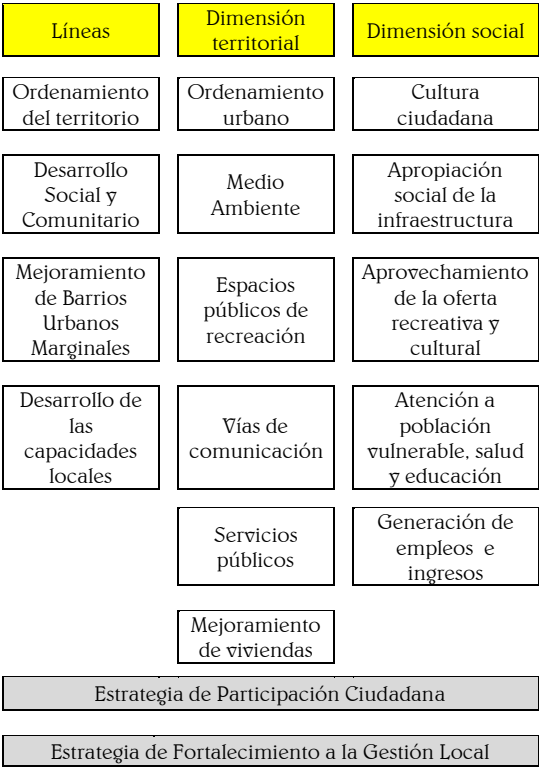 Líneas
Dimensión
territorial
Dimensión social
Ordenamiento
del territorio
Ordenamiento
urbano
Cultura
ciudadana
Desarrollo
Social y
Comunitario
Medio
Ambiente
Apropiación
social de la
infraestructura
Mejoramiento
de Barrios
Urbanos
Marginales
Espacios
públicos de
recreación
Aprovechamiento
de la oferta
recreativa y
cultural
Desarrollo de
las
capacidades
locales
Vías de
comunicación
Atención a
población
vulnerable, salud
y educación
Servicios
públicos
Generación de
empleos e
ingresos
Mejoramiento
de viviendas
Estrategia de Participación Ciudadana
Estrategia de Fortalecimiento a la Gestión Local